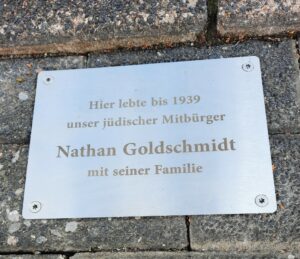 Hier lebte bis 1939
unser jüdischer Mitbürger
Nathan Goldschmidt
mit seiner Familie